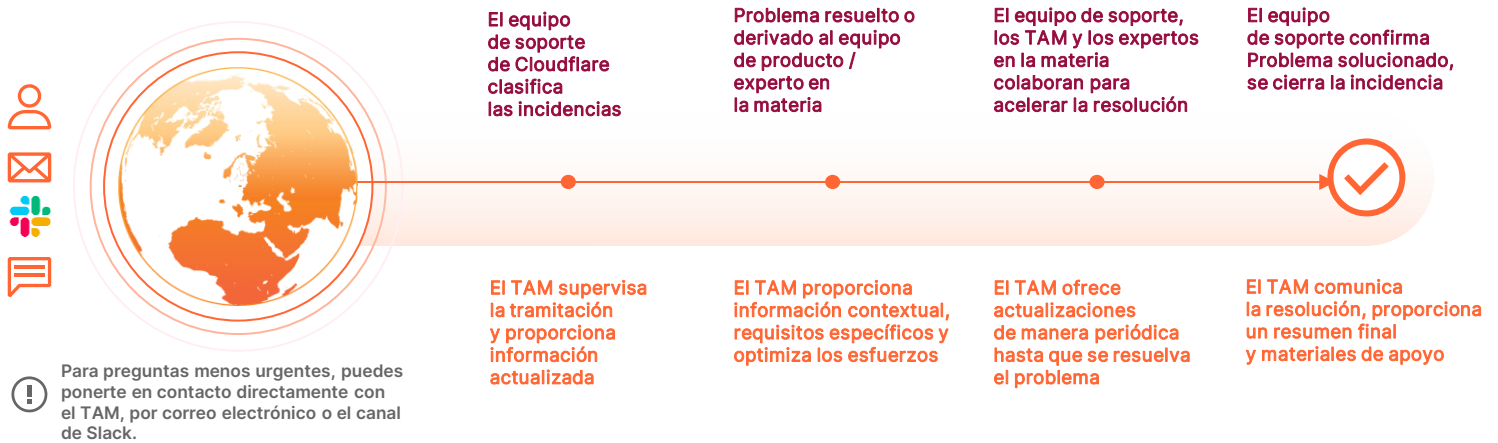 El equipo
de soporte
de Cloudflare
clasifica
las incidencias
Problema resuelto o
derivado al equipo
de producto /
experto en
la materia
El equipo de soporte,
los TAM y los expertos
en la materia
colaboran para
acelerar la resolución
El equipo
de soporte confirma
Problema solucionado,
se cierra la incidencia
El TAM supervisa
la tramitación
y proporciona
información
actualizada
El TAM proporciona
información contextual,
requisitos específicos y
optimiza los esfuerzos
El TAM ofrece
actualizaciones
de manera periódica
hasta que se resuelva
el problema
El TAM comunica
la resolución, proporciona
un resumen final
y materiales de apoyo
Para preguntas menos urgentes, puedes
ponerte en contacto directamente con
el TAM, por correo electrónico o el canal
de Slack.